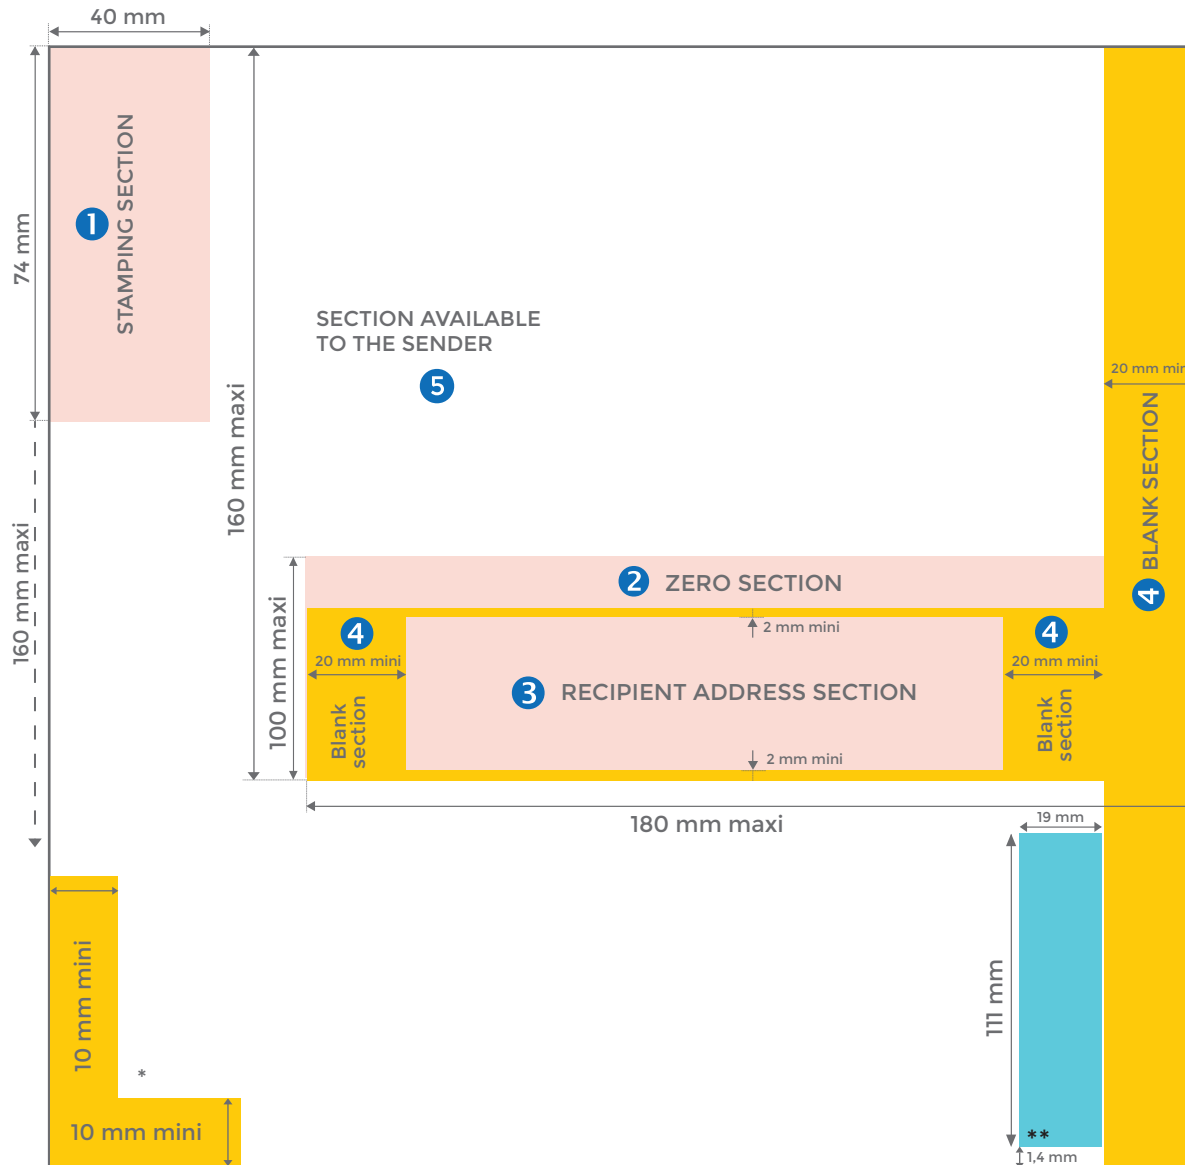 40 mm
74 mm
1
STAMPING SECTION
160 mm maxi
160 mm maxi
SECTION AVAILABLE
TO THE SENDER
5
20 mm
4 BLANK SECTION
2 ZERO SECTION
100 mm maxi
4
20 mm mini
Blank
section
2 mm mini
3 RECIPIENT ADDRESS SECTION
2 mm mini
4
20 mm mini
Blank
section
180 mm maxi
19 mm
111 mm
**
1,4 mm
10 mm mini
*
10 mm mini